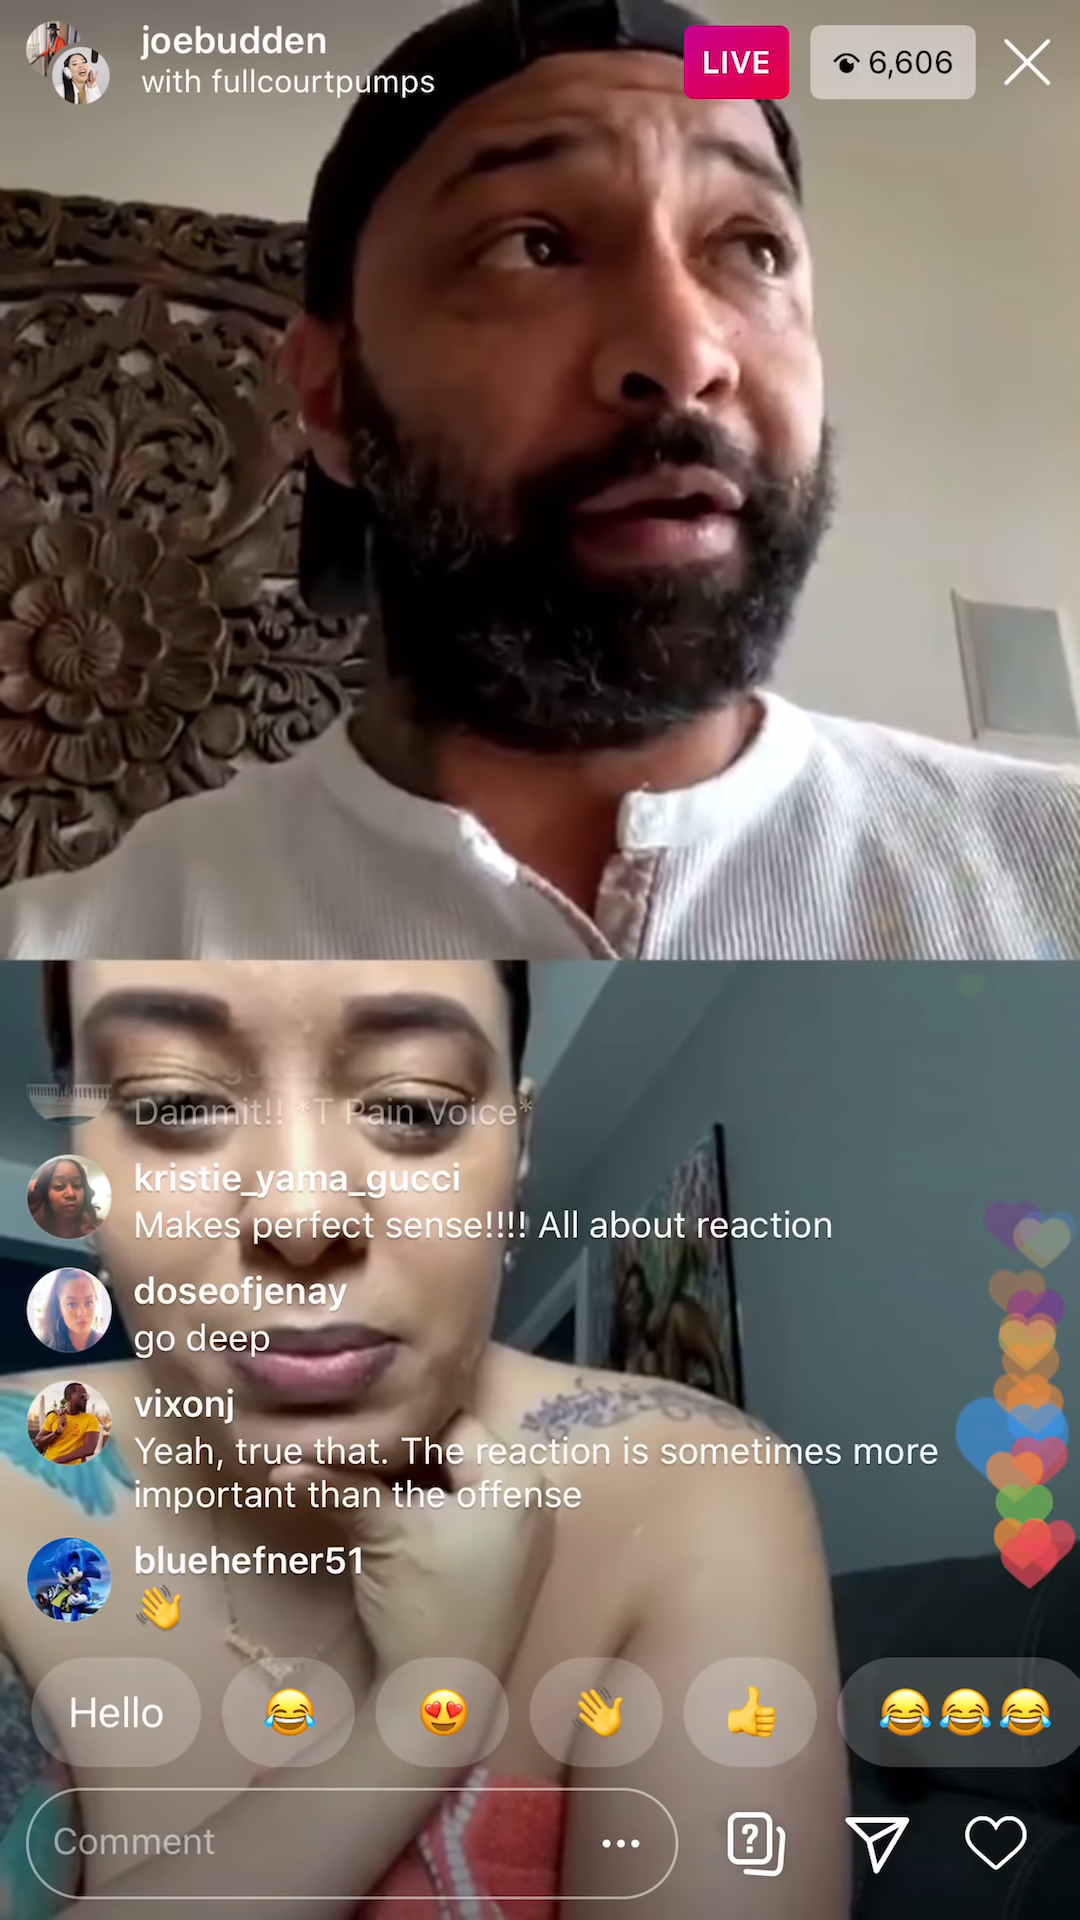 joebudden
with fullcourtpumps
LIVE
6,606
Dammit!! *T Pain Voice*
kristie_yama_gucci
Makes perfect sense!!!! All about reaction
doseofjenay
go deep
vixonj
Yeah, true that. The reaction is sometimes more
important than the offense
bluehefner51
👋
Hello 😂 😍 👋 👍 😂😂😂
Comment